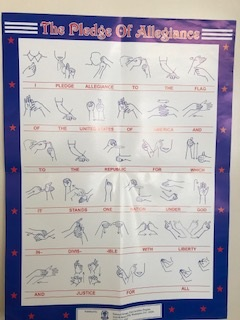 The Pledge Of Allegiance
I PLEDGE ALLEGIANCE TO THE FLAG
OF THE UNITED STATES OF AMERICA AND
TO THE REPUBLIC FOR WHICH
IT STANDS ONE NATION UNDER GOD
IN- DIVIS- IBLE WITH LIBERTY
AND JUSTICE FOR ALL